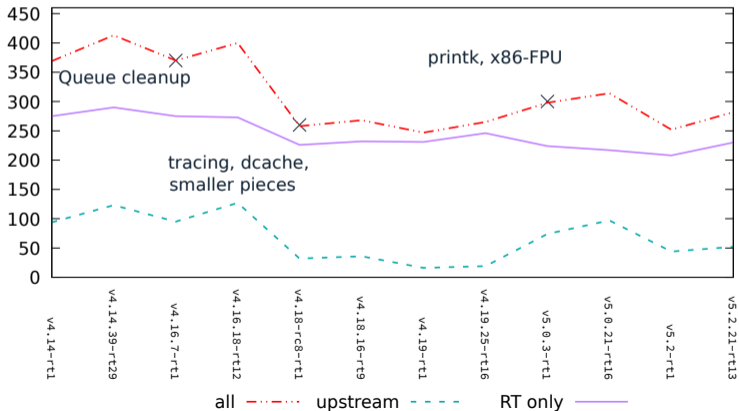 450
400
350
300
250
200
150
100
50
0
printk, x86-FPU
Queue cleanup
tracing, dcache,
smaller pieces
v4.14-rt1
v4.14.39-rt29
v4.16.7-rt1
v4.16.18-rt12
v4.18-rc8-rt1
v4.18.16-rt9
v4.19-rt1
v4.19.25-rt16
v5.0.3-rt1
v5.0.21-rt16
v5.2-rt1
v5.2.21-rt13
all upstream RT only